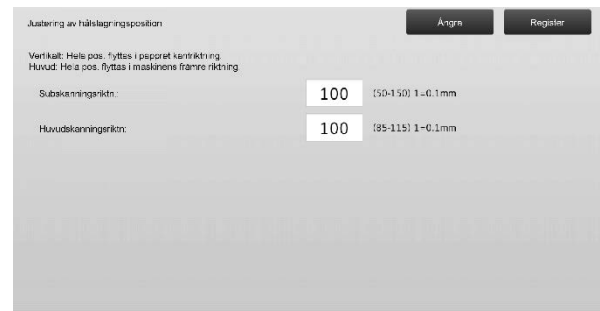 Justering av hålslagningsposition
Ångra
Register
Vertikalt: Hela pos. flyttas i pappret kantriktning.
Huvud: Hela pos. flyttas i maskinens främre riktning
Subskanningsriktn.:
100
(50-150) 1=0.1mm
Huvudskanningsriktn:
100
(85-115) 1=0.1mm